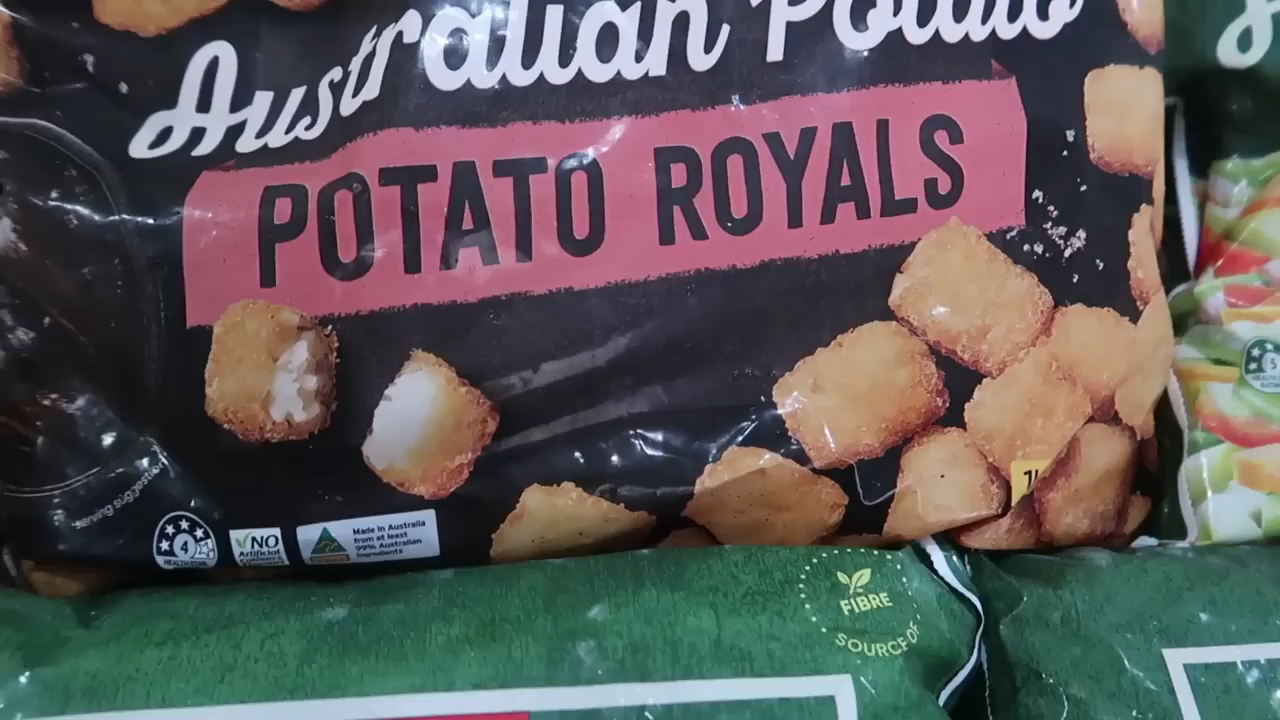 Australian Potato
POTATO ROYALS
Serving suggestion
4
HEALTH STAR
NO
Artificial
Made in Australia
from at least
99% Australian
Ingredients
5
FIBRE
SOURCE OF